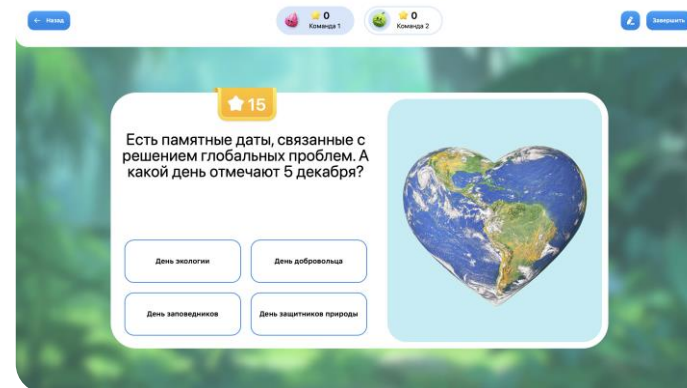 ← Назад
0
Команда 1
0
Команда 2
Завершить
15
Есть памятные даты, связанные с
решением глобальных проблем. А
какой день отмечают 5 декабря?
День экологии
День добровольца
День заповедников
День защитников природы